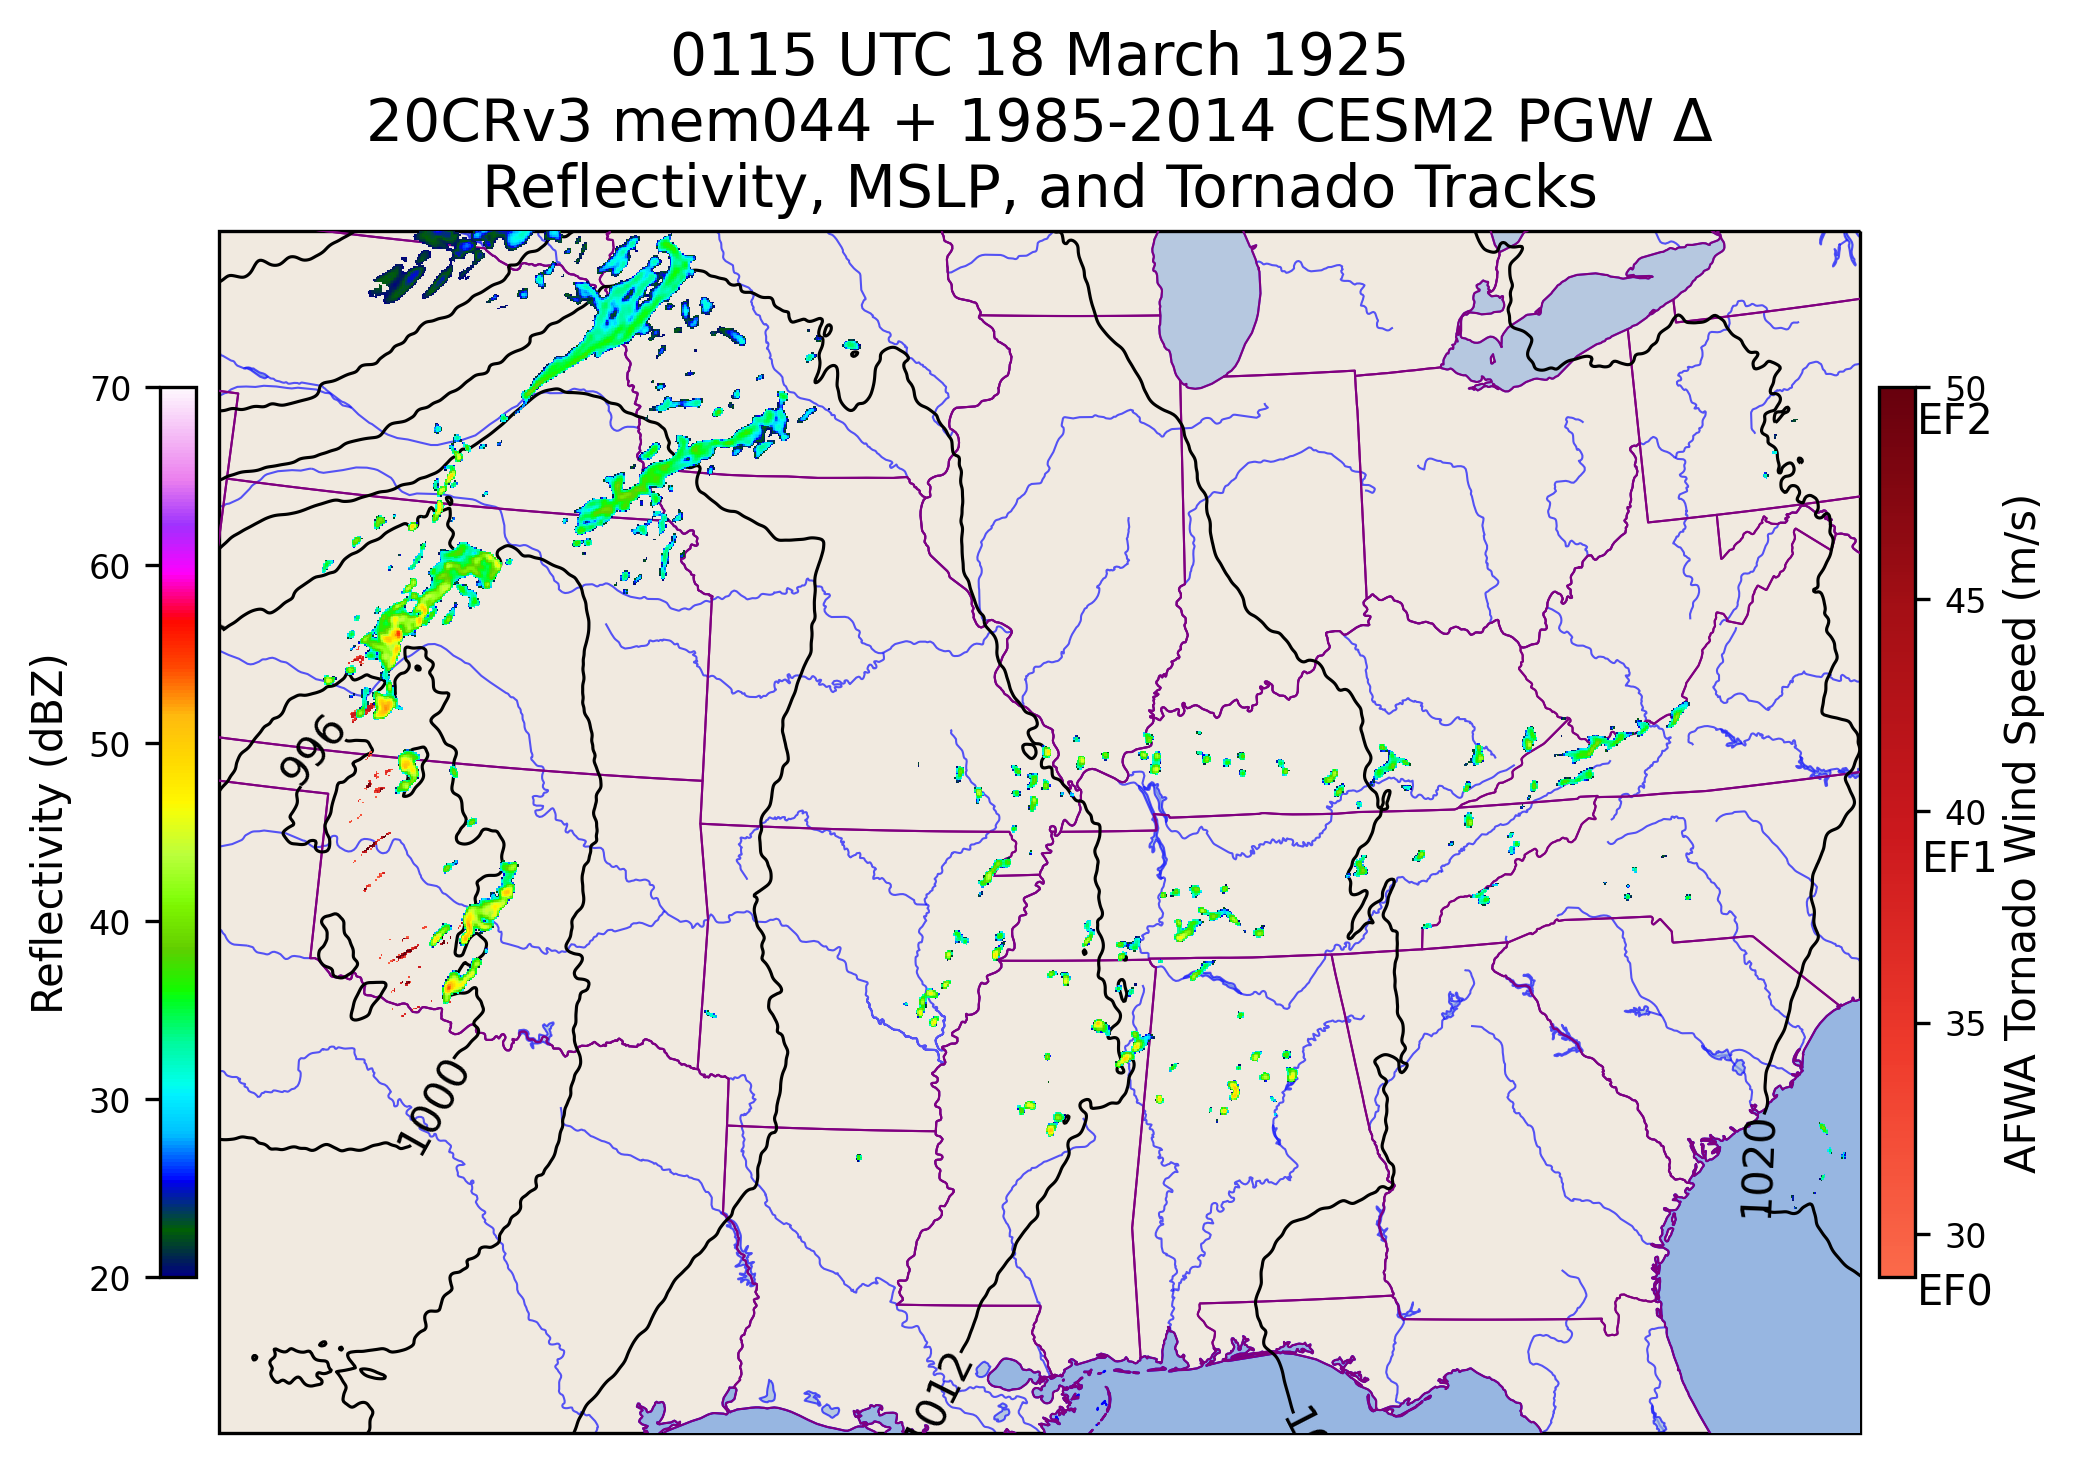 0115 UTC 18 March 1925
20CRv3 mem044 + 1985-2014 CESM2 PGW Δ
Reflectivity, MSLP, and Tornado Tracks
70
60
50
40
30
20
Reflectivity (dBZ)
996
1000
1020
50
EF2
45
40
EF1
35
30
EF0
AFWA Tornado Wind Speed (m/s)